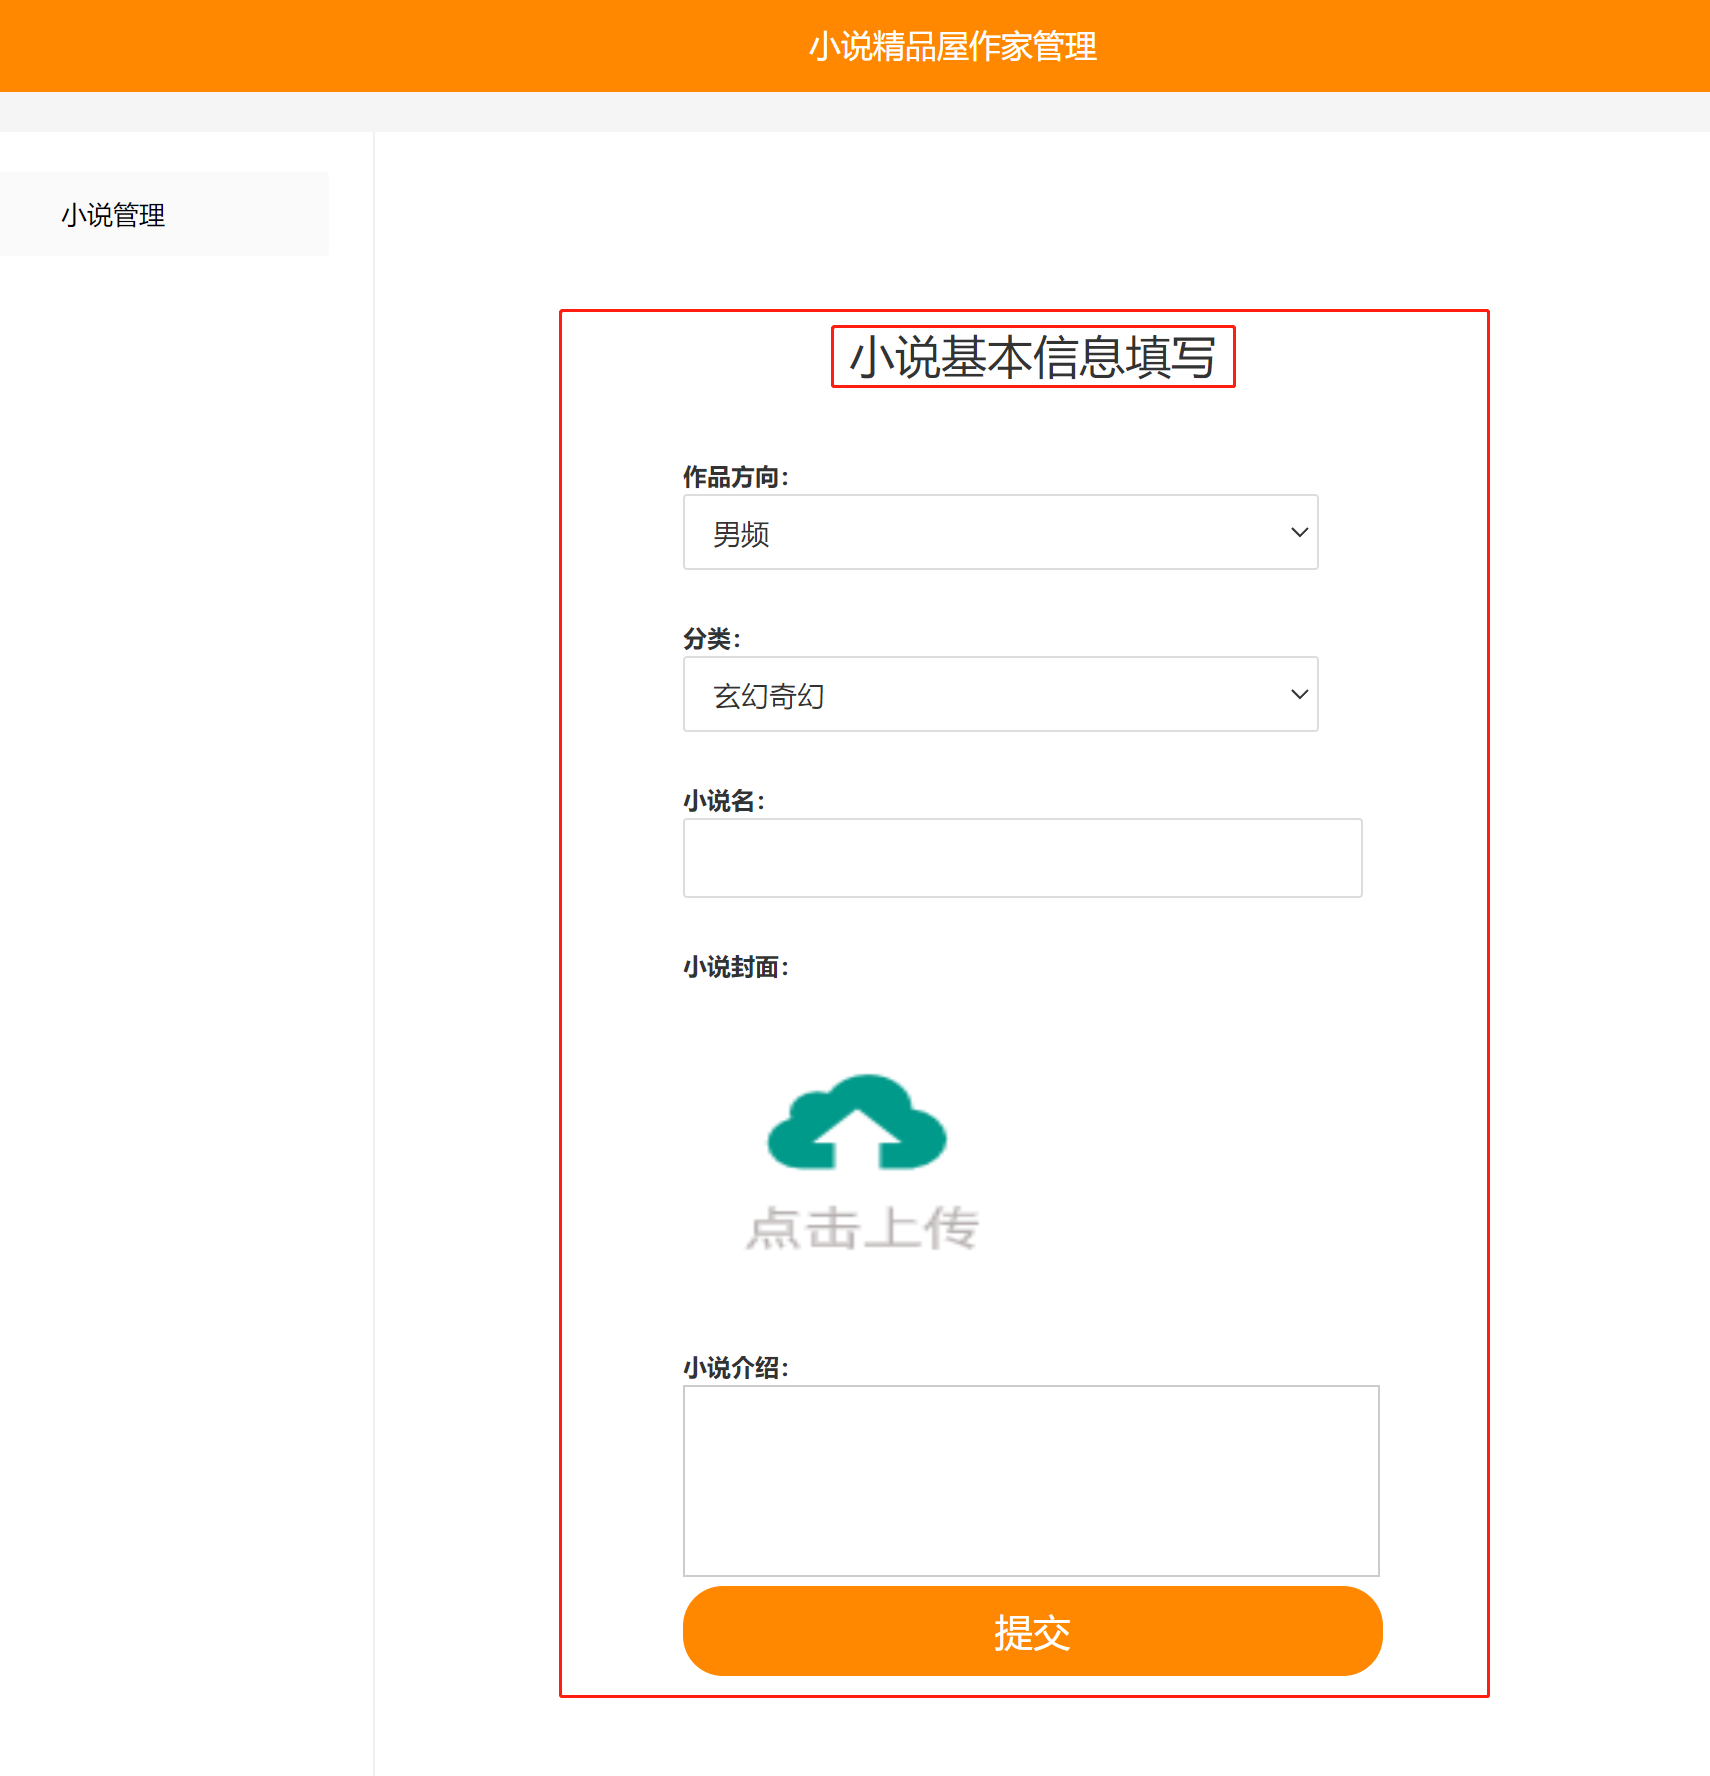 小说精品屋作家管理
小说管理
小说基本信息填写
作品方向：
男频
分类：
玄幻奇幻
小说名：
小说封面：
点击上传
小说介绍：
提交